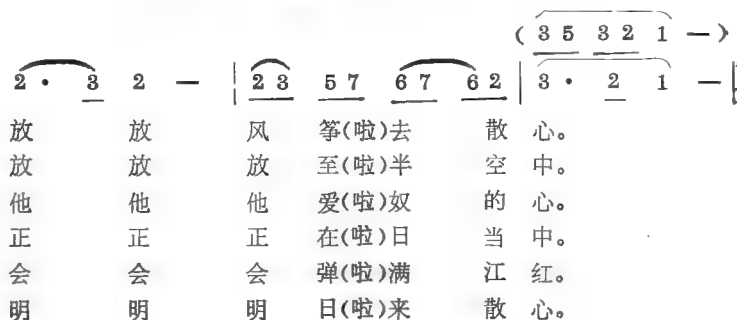 ( 3 5 3 2 1 — )
2 · 3 2 — | 2 3 5 7 6 7 6 2 | 3 · 2 1 — |
放 放 风 筝(啦)去 散 心。
放 放 放 至(啦)半 空 中。
他 他 他 爱(啦)奴 的 心。
正 正 正 在(啦)日 当 中。
会 会 会 弹(啦)满 江 红。
明 明 明 日(啦)来 散 心。